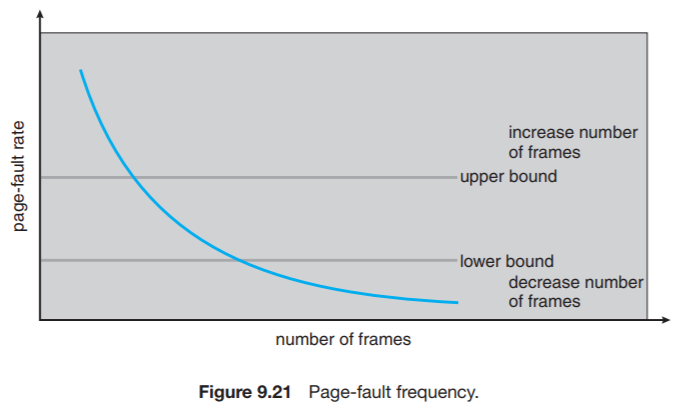 page-fault rate
increase number
of frames
upper bound
lower bound
decrease number
of frames
number of frames
Figure 9.21 Page-fault frequency.